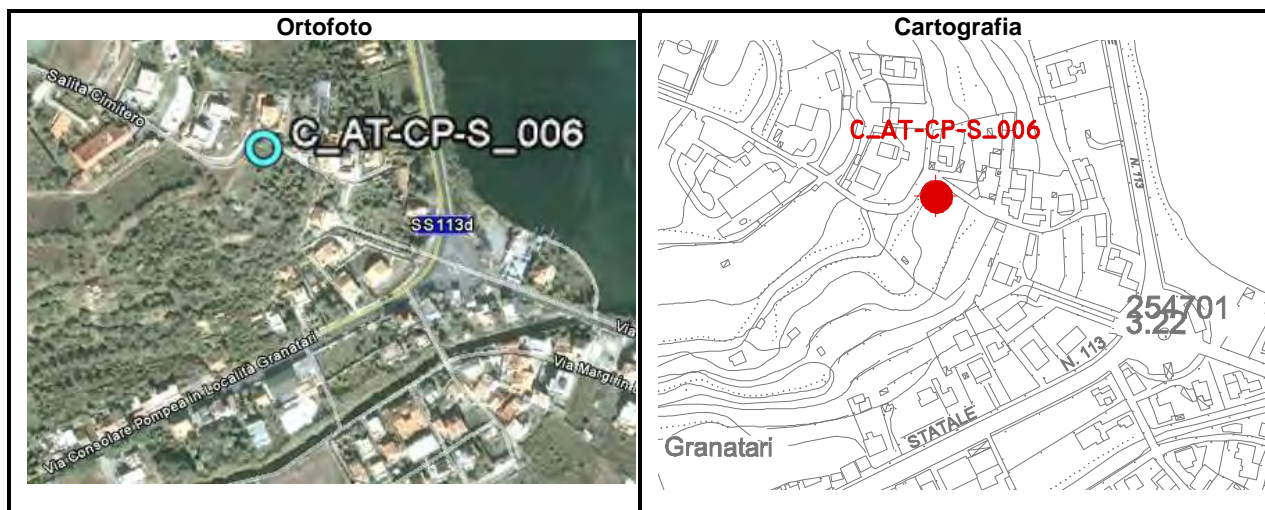 Ortofoto
Salita Cimitero
C_AT-CP-S_006
SS113d
Via
Via Margi in
Via Consolare Pompea in Località Granatari
Cartografia
C_AT-CP-S_006
N. 113
254701
3.22
N. 113
STATALE
Granatari